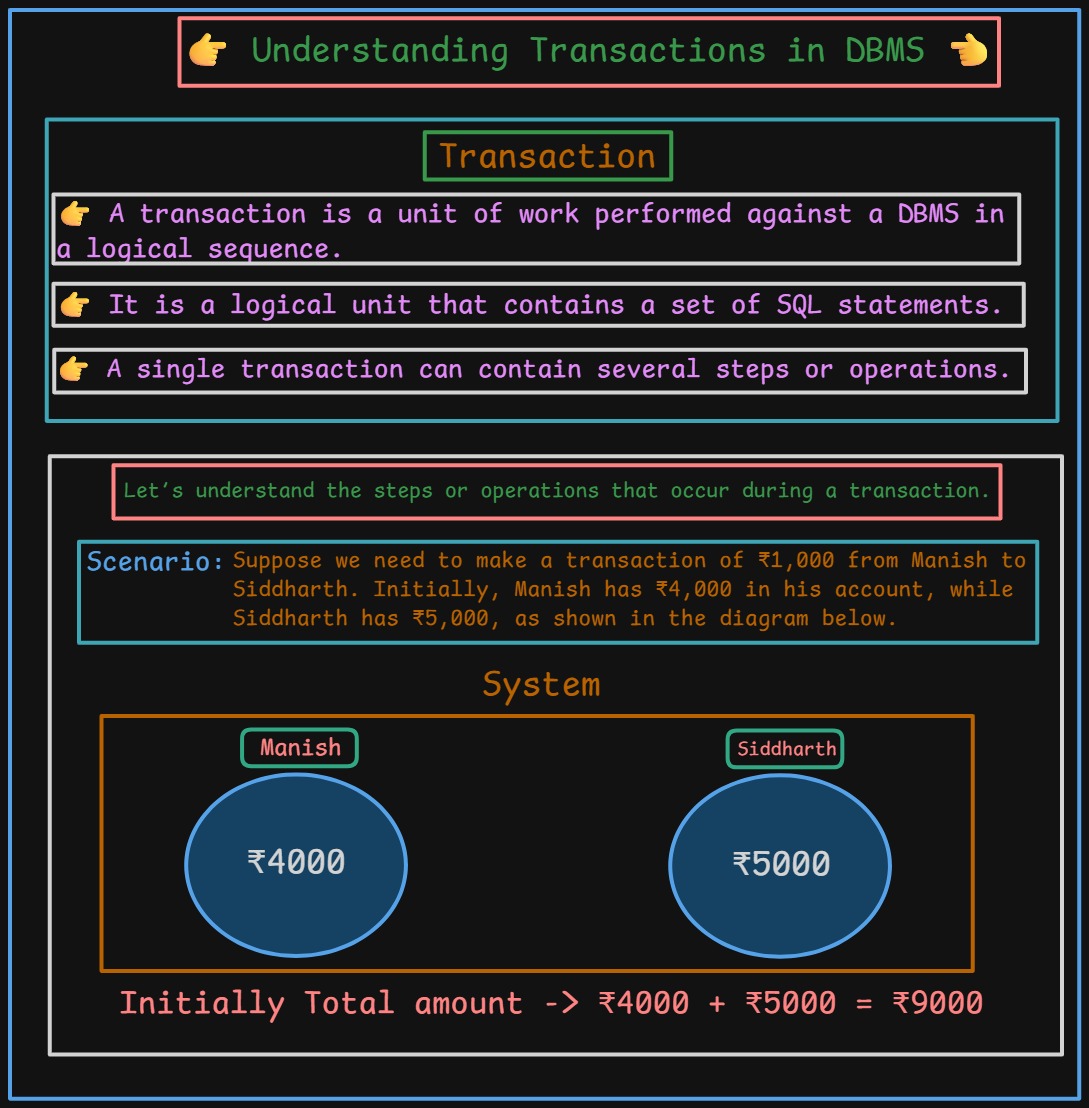 👉 Understanding Transactions in DBMS 👈
Transaction
👉 A transaction is a unit of work performed against a DBMS in
a logical sequence.
👉 It is a logical unit that contains a set of SQL statements.
👉 A single transaction can contain several steps or operations.
Let's understand the steps or operations that occur during a transaction.
Scenario: Suppose we need to make a transaction of ₹1,000 from Manish to
Siddharth. Initially, Manish has ₹4,000 in his account, while
Siddharth has ₹5,000, as shown in the diagram below.
System
Manish
Siddharth
₹4000
₹5000
Initially Total amount -> ₹4000 + ₹5000 = ₹9000